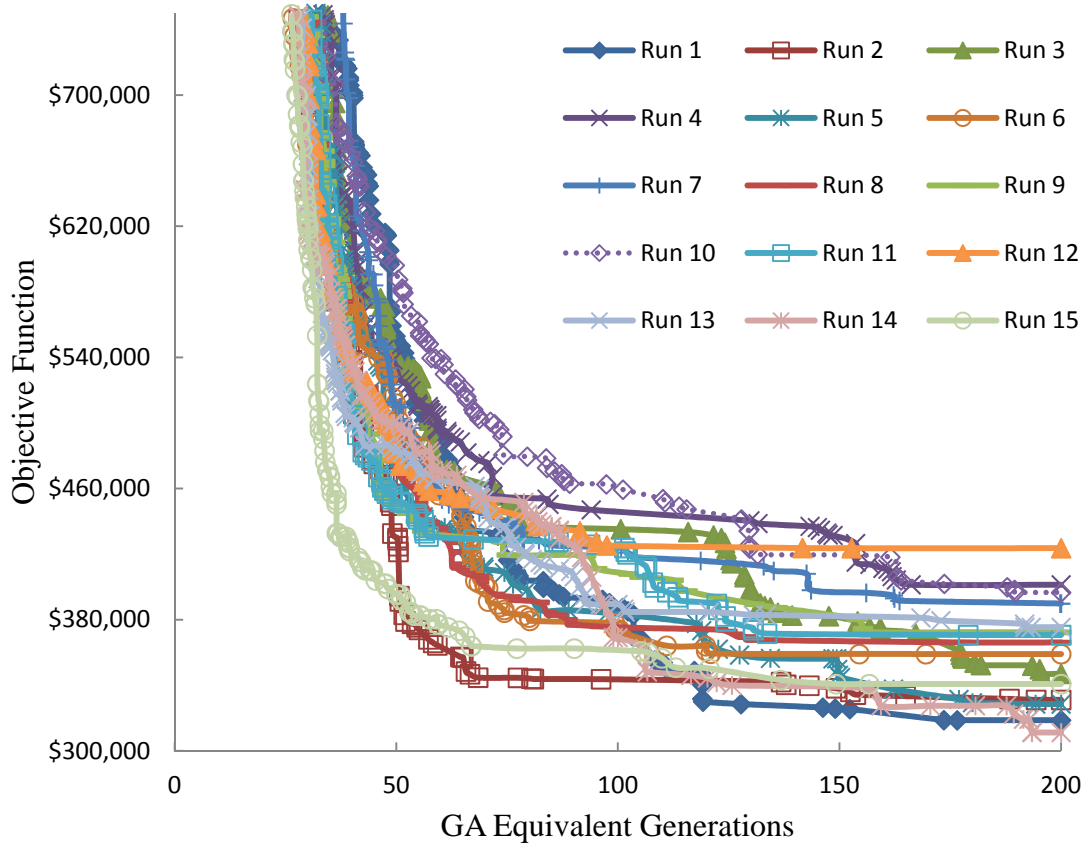 Run 1 Run 2 Run 3
Run 4 Run 5 Run 6
Run 7 Run 8 Run 9
Run 10 Run 11 Run 12
Run 13 Run 14 Run 15
$700,000
$620,000
$540,000
$460,000
$380,000
$300,000
Objective Function
0 50 100 150 200
GA Equivalent Generations